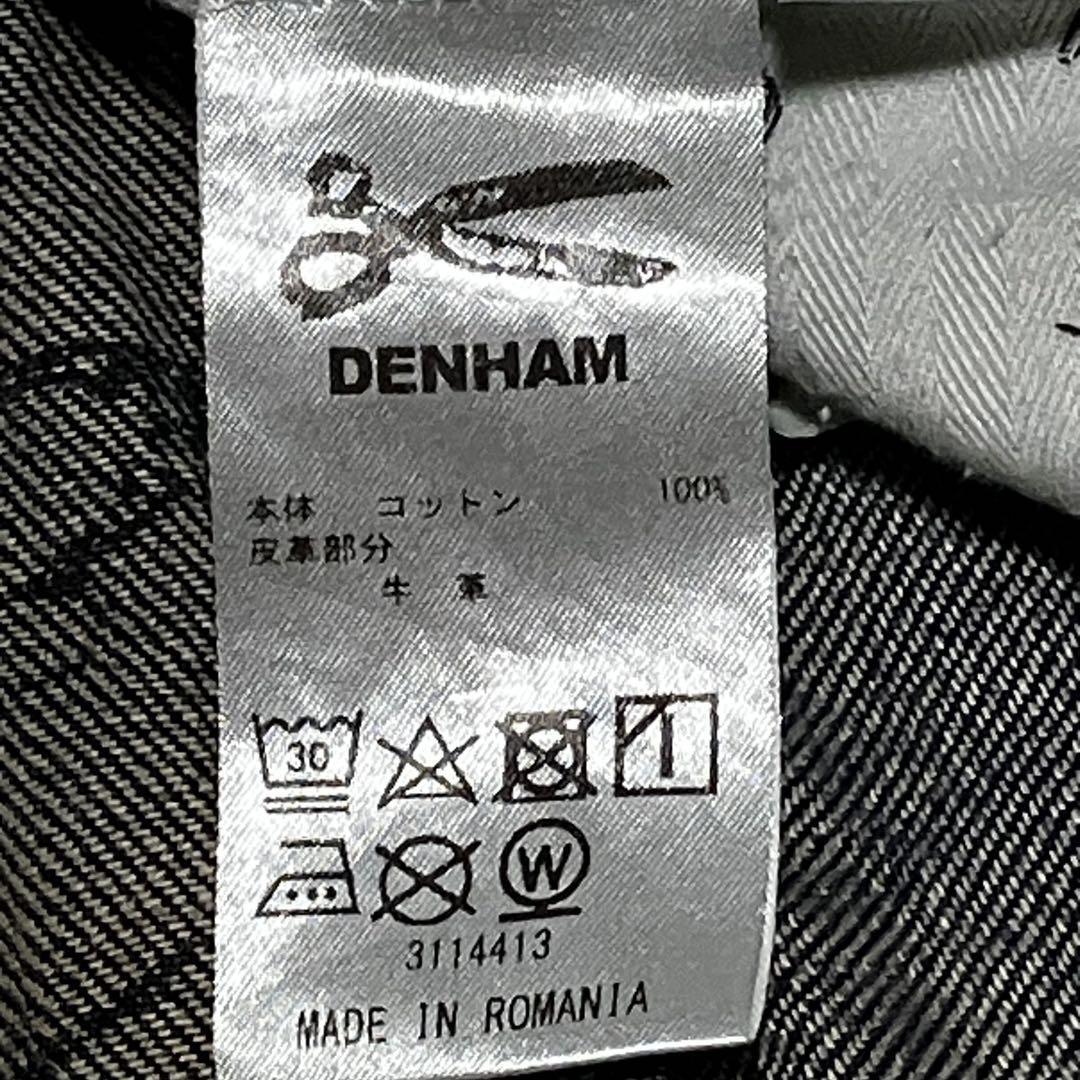 DENHAM
本体 コットン 100%
皮革部分
牛 革
30
W
3114413
MADE IN ROMANIA